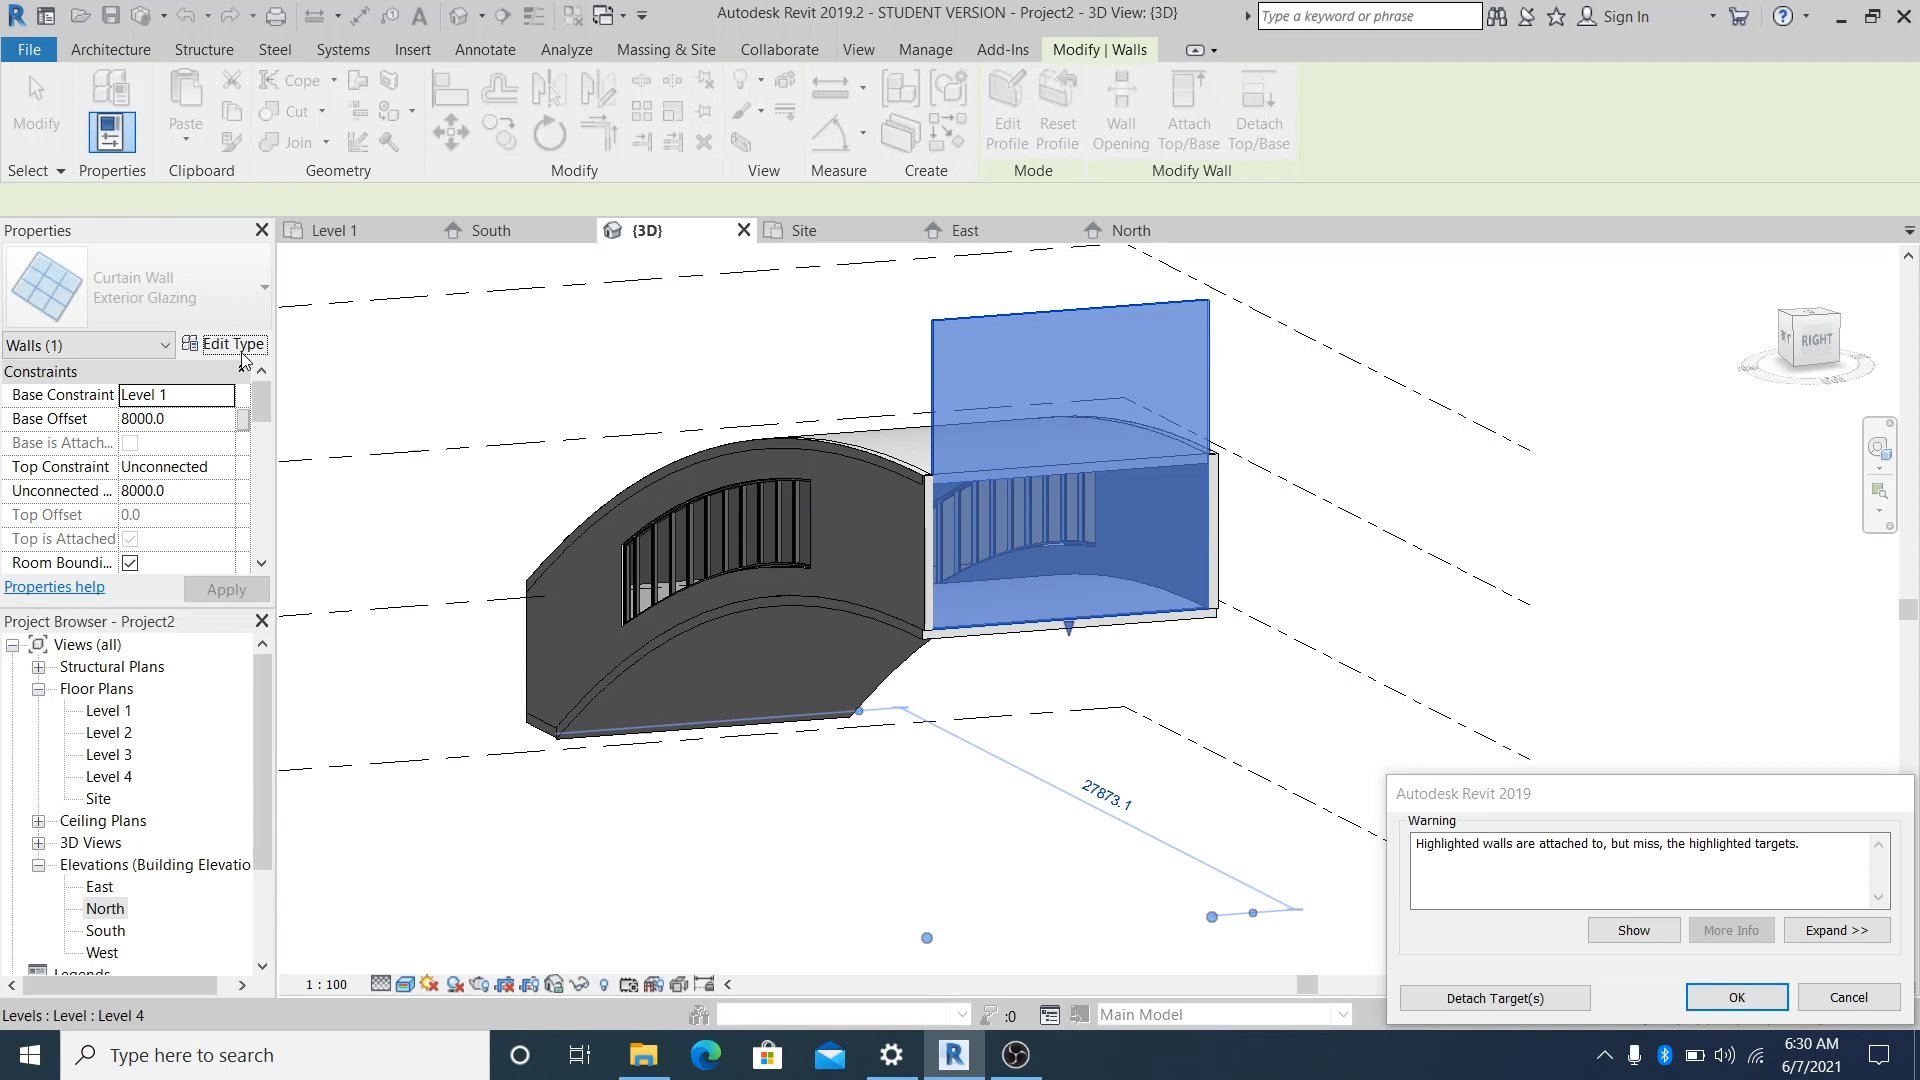 Autodesk Revit 2019.2 - STUDENT VERSION - Project2 - 3D View: {3D}
Type a keyword or phrase
Sign In
File
Architecture
Structure
Steel
Systems
Insert
Annotate
Analyze
Massing & Site
Collaborate
View
Manage
Add-Ins
Modify | Walls
Modify
Paste
Cope
Cut
Join
Edit
Profile
Reset
Profile
Wall
Opening
Attach
Top/Base
Detach
Top/Base
Select
Properties
Clipboard
Geometry
Modify
View
Measure
Create
Mode
Modify Wall
Properties
Level 1
South
{3D}
Site
East
North
Curtain Wall
Exterior Glazing
Walls (1)
Edit Type
Constraints
Base Constraint Level 1
Base Offset 8000.0
Base is Attach...
Top Constraint Unconnected
Unconnected ... 8000.0
Top Offset 0.0
Top is Attached
Room Boundi...
Properties help
Apply
RIGHT
27873.1
Project Browser - Project2
Views (all)
Structural Plans
Floor Plans
Level 1
Level 2
Level 3
Level 4
Site
Ceiling Plans
3D Views
Elevations (Building Elevatio
East
North
South
West
Legends
Autodesk Revit 2019
Warning
Highlighted walls are attached to, but miss, the highlighted targets.
Show
More Info
Expand >>
Detach Target(s)
OK
Cancel
1 : 100
Levels : Level : Level 4
:0
Main Model
Type here to search
6:30 AM
6/7/2021